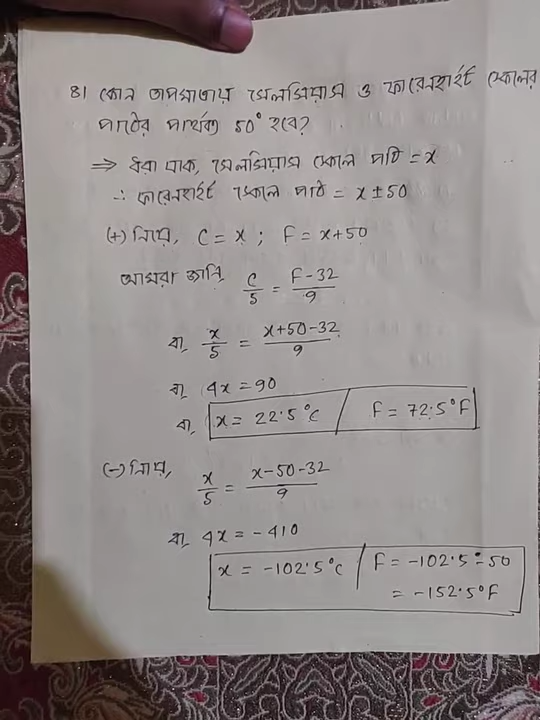 ৪। কোন তাপমাত্রায় সেলসিয়াস ও ফারেনহাইট স্কেলের
পাঠের পার্থক্য 50° হবে?
⇒ ধরা যাক, সেলসিয়াস স্কেলে পাঠ = x
∴ ফারেনহাইট স্কেলে পাঠ = x ± 50
(+) নিয়ে, C = x ; F = x+50
আমরা জানি, C/5 = F-32/9
বা, x/5 = x+50-32/9
বা, 4x = 90
বা, x = 22.5°C / F = 72.5°F
(-) নিয়ে, x/5 = x-50-32/9
বা, 4x = -410
x = -102.5°C / F = -102.5°-50
= -152.5°F